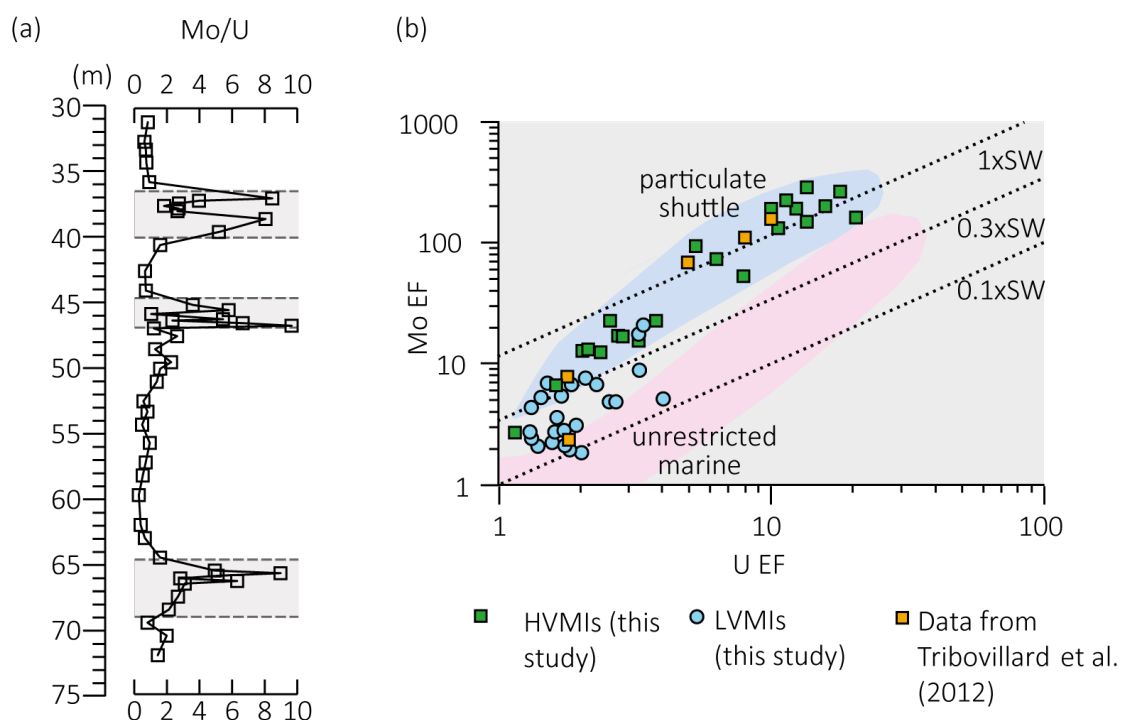 (a)
Mo/U
(m)
0 2 4 6 8 10
30
35
40
45
50
55
60
65
70
75
0 2 4 6 8 10
(b)
1000
100
10
1
Mo EF
particulate
shuttle
1xSW
0.3xSW
0.1xSW
unrestricted
marine
1 10 100
U EF
HVMIs (this
study)
LVMIs
(this study)
Data from
Tribovillard et al.
(2012)